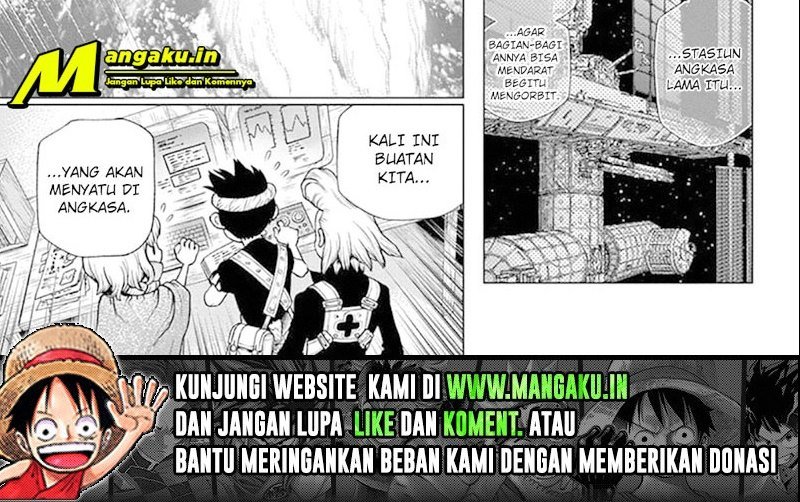 Mangaku.in
Jangan Lupa Like dan Komennya
...STASIUN
ANGKASA
LAMA ITU...
...AGAR
BAGIAN-BAGI
ANNYA BISA
MENDARAT
BEGITU
MENGORBIT.
KALI INI
BUATAN
KITA...
...YANG AKAN
MENYATU DI
ANGKASA.
KUNJUNGI WEBSITE KAMI DI WWW.MANGAKU.IN
DAN JANGAN LUPA LIKE DAN KOMENT. ATAU
BANTU MERINGANKAN BEBAN KAMI DENGAN MEMBERIKAN DONASI